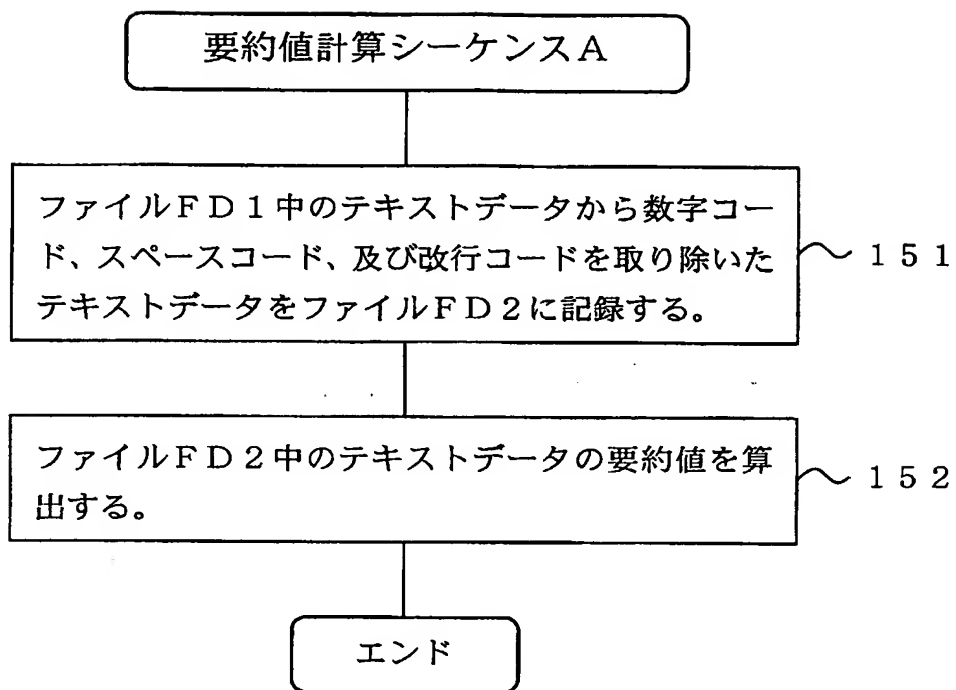 要約値計算シーケンスA
ファイルFD1中のテキストデータから数字コー
ド、スペースコード、及び改行コードを取り除いた
テキストデータをファイルFD2に記録する。
151
ファイルFD2中のテキストデータの要約値を算
出する。
152
エンド